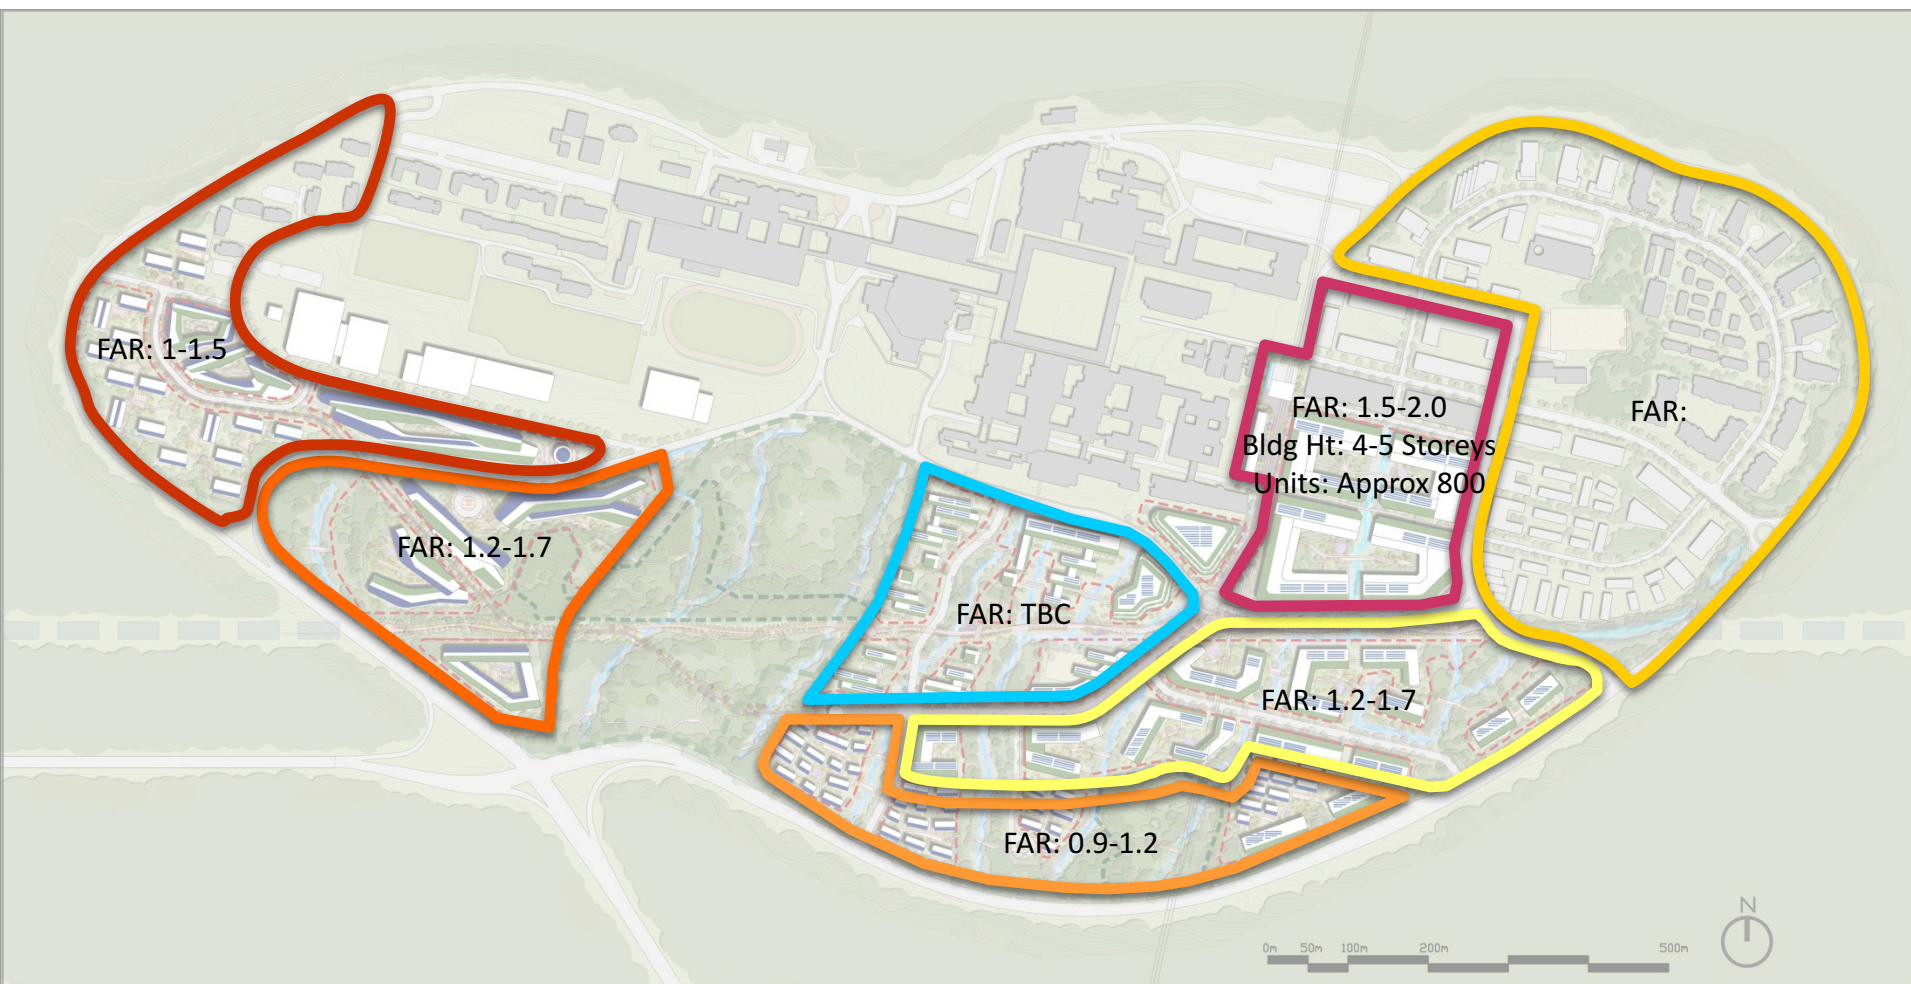 FAR: 1-1.5
FAR: 1.5-2.0
Bldg Ht: 4-5 Storeys
Units: Approx 800
FAR:
FAR: 1.2-1.7
FAR: TBC
FAR: 1.2-1.7
FAR: 0.9-1.2
N
0m 50m 100m 200m 500m